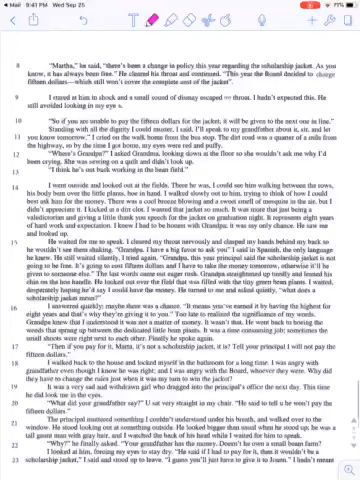 Mail 9:41 PM Wed Sep 25
71%
8 "Martha," he said, "there's been a change in policy this year regarding the scholarship jacket. As you
know, it has always been free." He cleared his throat and continued. "This year the Board decided to charge
fifteen dollars—which still won't cover the complete cost of the jacket".
9 I stared at him in shock and a small sound of dismay escaped my throat. I hadn't expected this. He
still avoided looking in my eyes.
10 "So if you are unable to pay the fifteen dollars for the jacket, it will be given to the next one in line."
Standing with all the dignity I could muster, I said, I'll speak to my grandfather about it, sir, and let
11 you know tomorrow." I cried on the walk home from the bus stop. The dirt road was a quarter of a mile from
the highway, so by the time I got home, my eyes were red and puffy.
12 "Where's Grandpa?" I asked Grandma, looking down at the floor so she wouldn't ask me why I'd
been crying. She was sewing on a quilt and didn't look up.
13 "I think he's out back working in the bean field."
14 I went outside and looked out at the fields. There he was, I could see him walking between the rows,
his body bent over the little plants, hoe in hand. I walked slowly out to him, trying to think of how I could
best ask him for the money. There was a cool breeze blowing and a sweet smell of mesquite in the air, but I
didn't appreciate it. I kicked at a dirt clot. I wanted that jacket so much. It was more that just being a
valedictorian and giving a little thank you speech for the jacket on graduation night. It represents eight years
of hard work and expectation. I knew I had to be honest with Grandpa; it was my only chance. He saw me
and looked up.
15 He waited for me to speak. I cleared my throat nervously and clasped my hands behind my back so
he wouldn't see them shaking. "Grandpa. I have a big favor to ask you" I said in Spanish, the only language
he knew. He still waited silently, I tried again. "Grandpa, this year principal said the scholarship jacket is not
going to be free. It's going to cost fifteen dollars and I have to take the money tomorrow, otherwise it'll be
given to someone else." The last words came out eager rush. Grandpa straightened up tiredly and leaned his
chin on the hoe handle. He looked out over the field that was filled with the tiny green bean plants. I waited,
desperately hoping he'd say I could have the money. He turned to me and asked quietly, "what does a
scholarship jacket mean?"
16 I answered quickly; maybe there was a chance. "It means you've earned it by having the highest for
eight years and that's why they're giving it to you." Too late to realized the significance of my words.
Grandpa knew that I understood it was not a matter of money. It wasn't that. He went back to hoeing the
weeds that sprang up between the dedicated little bean plants. It was a time consuming job; sometimes the
small shoots were right next to each other. Finally he spoke again.
17 "Then if you pay for it, Marta, it's not a scholarship jacket, it is? Tell your principal I will not pay the
fifteen dollars."
18 I walked back to the house and locked myself in the bathroom for a long time. I was angry with
grandfather even though I knew he was right; and I was angry with the Board, whoever they were. Why did
they have to change the rules just when it was my turn to win the jacket?
19 It was a very sad and withdrawn girl who dragged into the principal's office the next day. This time
he did look me in the eyes.
20 "What did your grandfather say?" U sat very straight in my chair. "He said to tell u he won't pay the
fifteen dollars."
21 The principal muttered something I couldn't understand under his breath, and walked over to the
window. He stood looking out at something outside. He looked bigger than usual when he stood up; he was a
tall gaunt man with gray hair, and I watched the back of his head while I waited for him to speak.
22 "Why?" he finally asked. "Your grandfather has the money. Doesn't he own a small bean farm?
I looked at him, forcing my eyes to stay dry. "He said if I had to pay for it, then it wouldn't be a
23 scholarship jacket," I said and stood up to leave. "I guess you'll just have to give it to Joann." I hadn't meant